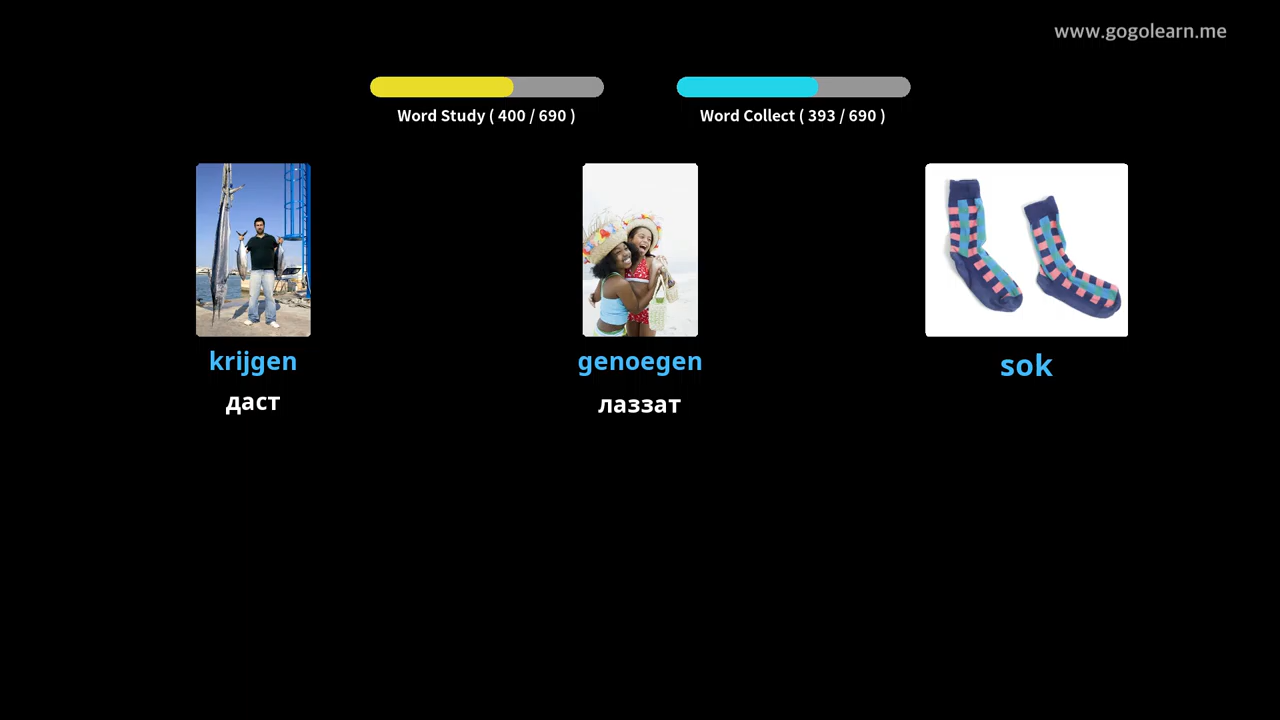 www.gogolearn.me
Word Study ( 400 / 690 )
Word Collect ( 393 / 690 )
krijgen
genoegen
sok
даст
лаззат